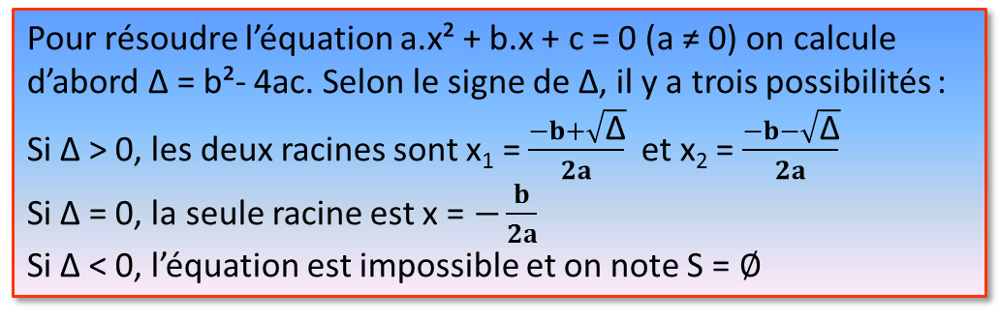 Pour résoudre l’équation a.x² + b.x + c = 0 (a ≠ 0) on calcule
d’abord Δ = b²- 4ac. Selon le signe de Δ, il y a trois possibilités :
Si Δ > 0, les deux racines sont x₁ = (−b+√Δ)/(2a) et x₂ = (−b−√Δ)/(2a)
Si Δ = 0, la seule racine est x = −b/(2a)
Si Δ < 0, l’équation est impossible et on note S = ∅